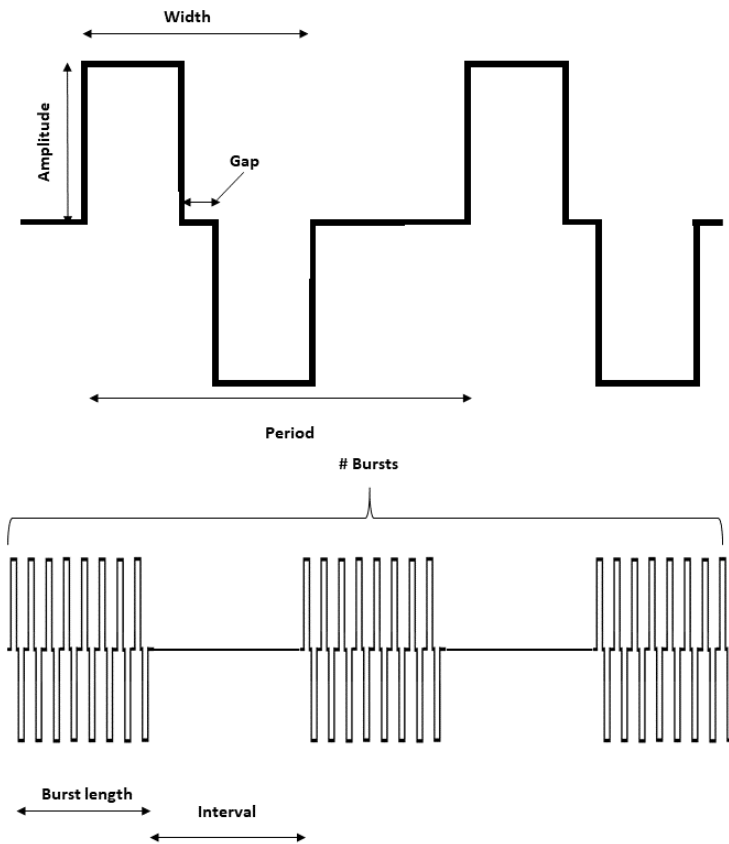 Width
Amplitude
Gap
Period
# Bursts
Burst length
Interval